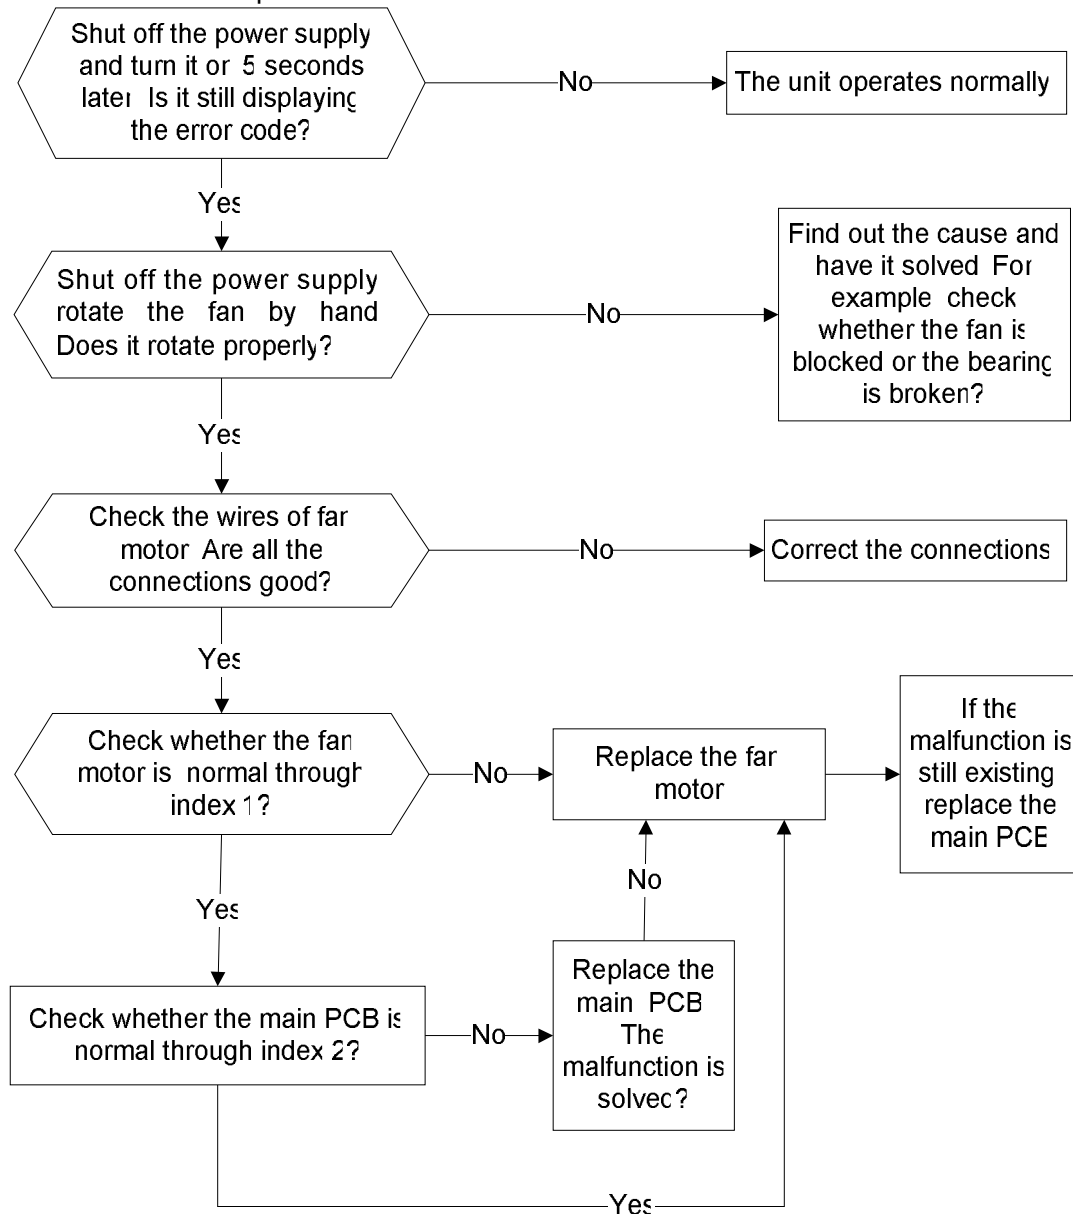 Shut off the power supply
and turn it or 5 seconds
later Is it still displaying
the error code?
No
The unit operates normally
Yes
Shut off the power supply
rotate the fan by hand
Does it rotate properly?
No
Find out the cause and
have it solved For
example check
whether the fan is
blocked or the bearing
is broken?
Yes
Check the wires of far
motor Are all the
connections good?
No
Correct the connections
Yes
Check whether the fan
motor is normal through
index 1?
No
Replace the far
motor
If the
malfunction is
still existing
replace the
main PCB
Yes
No
Check whether the main PCB is
normal through index 2?
No
Replace the
main PCB
The
malfunction is
solved?
Yes